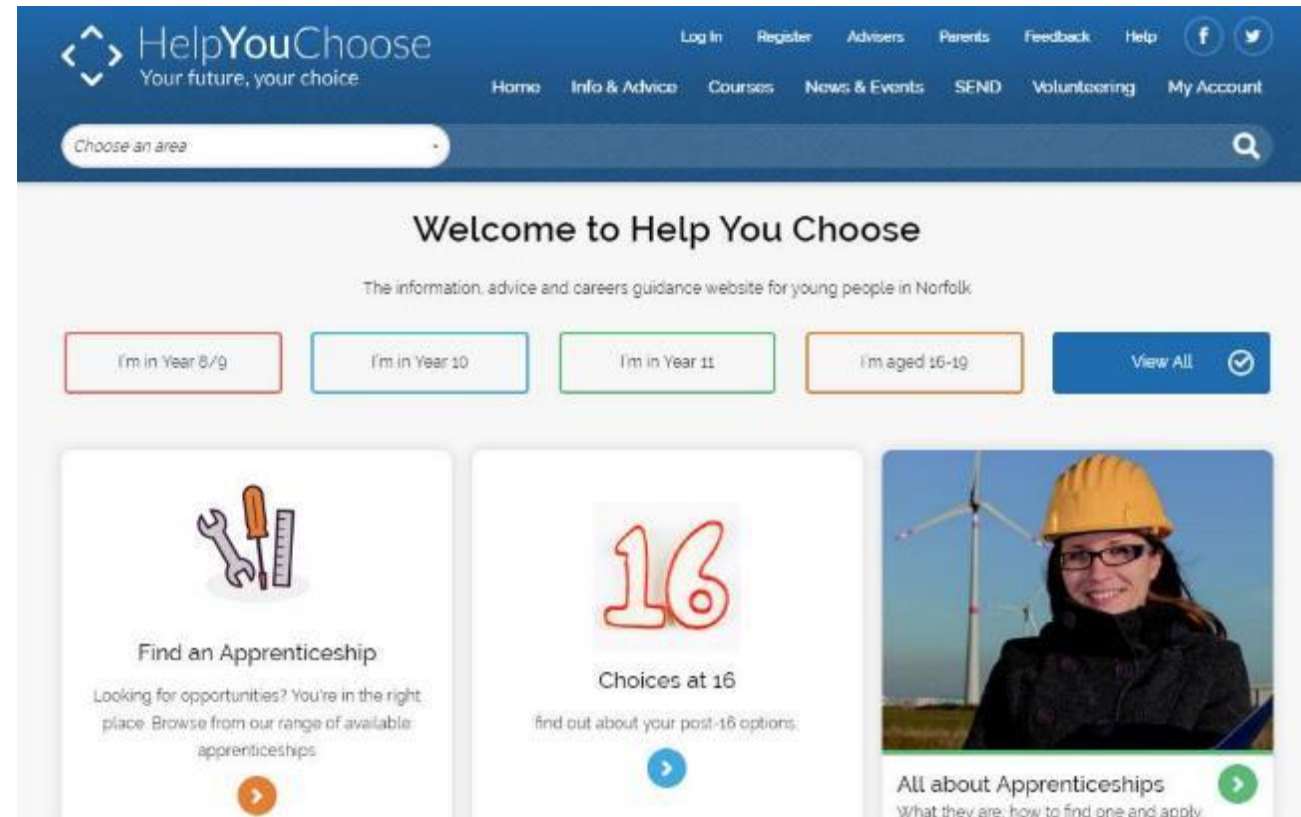 HelpYouChoose
Your future, your choice
Log In Register Advisers Parents Feedback Help
Home Info & Advice Courses News & Events SEND Volunteering My Account
Choose an area
Welcome to Help You Choose
The information, advice and careers guidance website for young people in Norfolk
I'm in Year 8/9
I'm in Year 10
I'm in Year 11
I'm aged 16-19
View All
Find an Apprenticeship
Looking for opportunities? You're in the right
place. Browse from our range of available
apprenticeships
16
Choices at 16
find out about your post-16 options.
All about Apprenticeships
What they are; how to find one and apply.